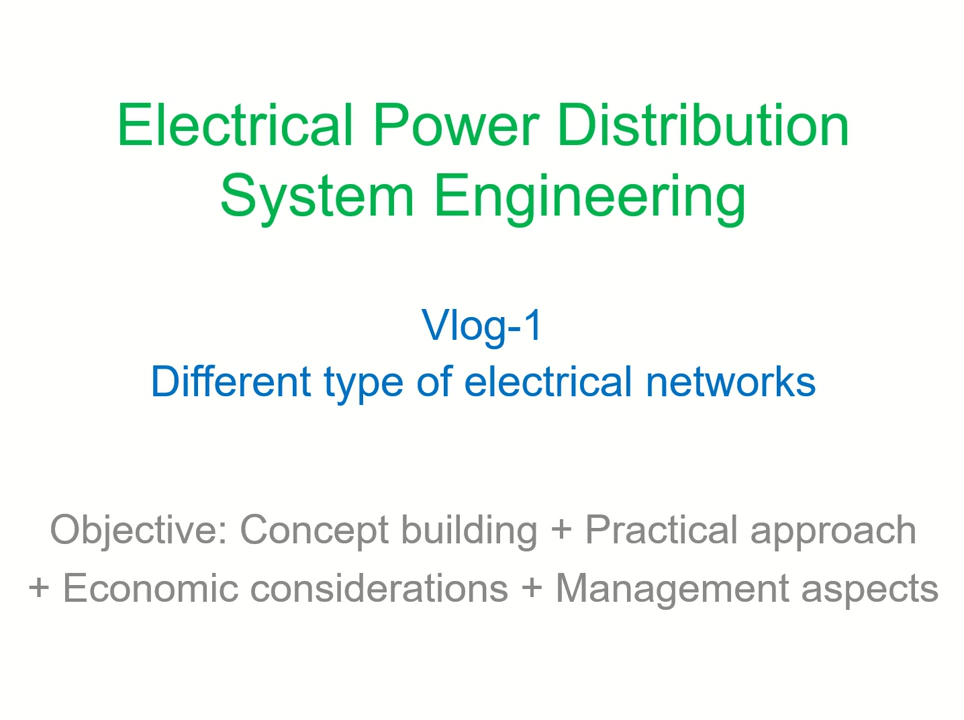 Electrical Power Distribution
System Engineering
Vlog-1
Different type of electrical networks
Objective: Concept building + Practical approach
+ Economic considerations + Management aspects